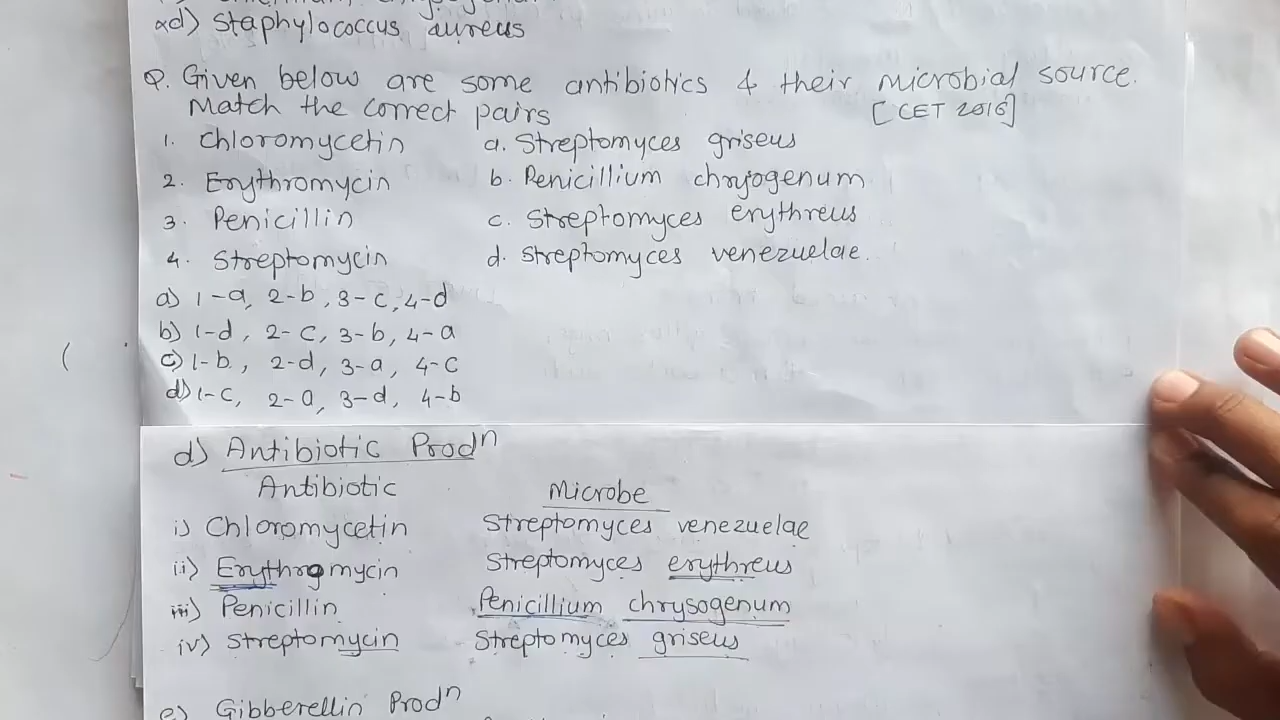 αd) Staphylococcus aureus
Q. Given below are some antibiotics & their microbial source.
Match the correct pairs [CET 2016]
1. Chloromycetin a. Streptomyces griseus
2. Erythromycin b. Penicillium chryogenum
3. Penicillin c. Streptomyces erythreus
4. Streptomycin d. Streptomyces venezuelae.
a) 1-a, 2-b, 3-c, 4-d
b) 1-d, 2-c, 3-b, 4-a
c) 1-b, 2-d, 3-a, 4-c
d) 1-c, 2-a, 3-d, 4-b
d) Antibiotic Prodⁿ
Antibiotic Microbe
i) Chloromycetin Streptomyces venezuelae
ii) Erythromycin Streptomyces erythreus
iii) Penicillin Penicillium chrysogenum
iv) Streptomycin Streptomyces griseus
e) Gibberellin Prodⁿ